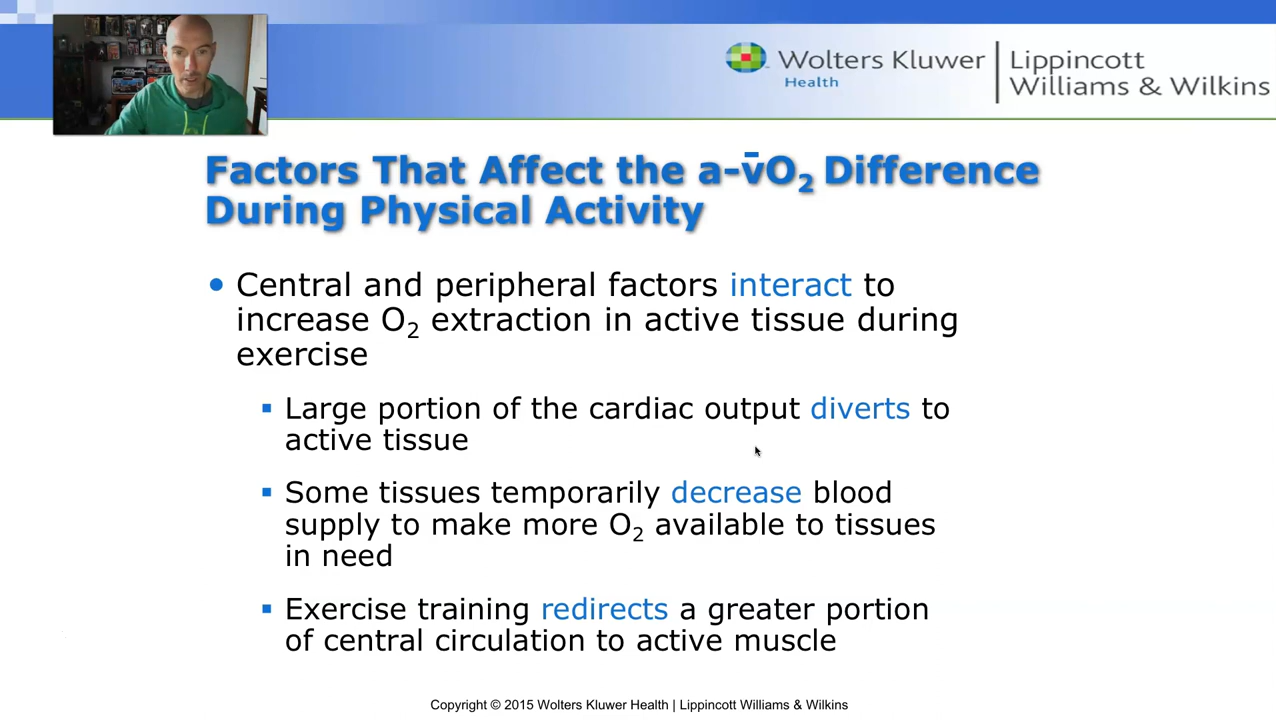 Wolters Kluwer
Health
Lippincott
Williams & Wilkins
Factors That Affect the a-v̄O₂ Difference
During Physical Activity
• Central and peripheral factors interact to
increase O₂ extraction in active tissue during
exercise
▪ Large portion of the cardiac output diverts to
active tissue
▪ Some tissues temporarily decrease blood
supply to make more O₂ available to tissues
in need
▪ Exercise training redirects a greater portion
of central circulation to active muscle
Copyright © 2015 Wolters Kluwer Health | Lippincott Williams & Wilkins